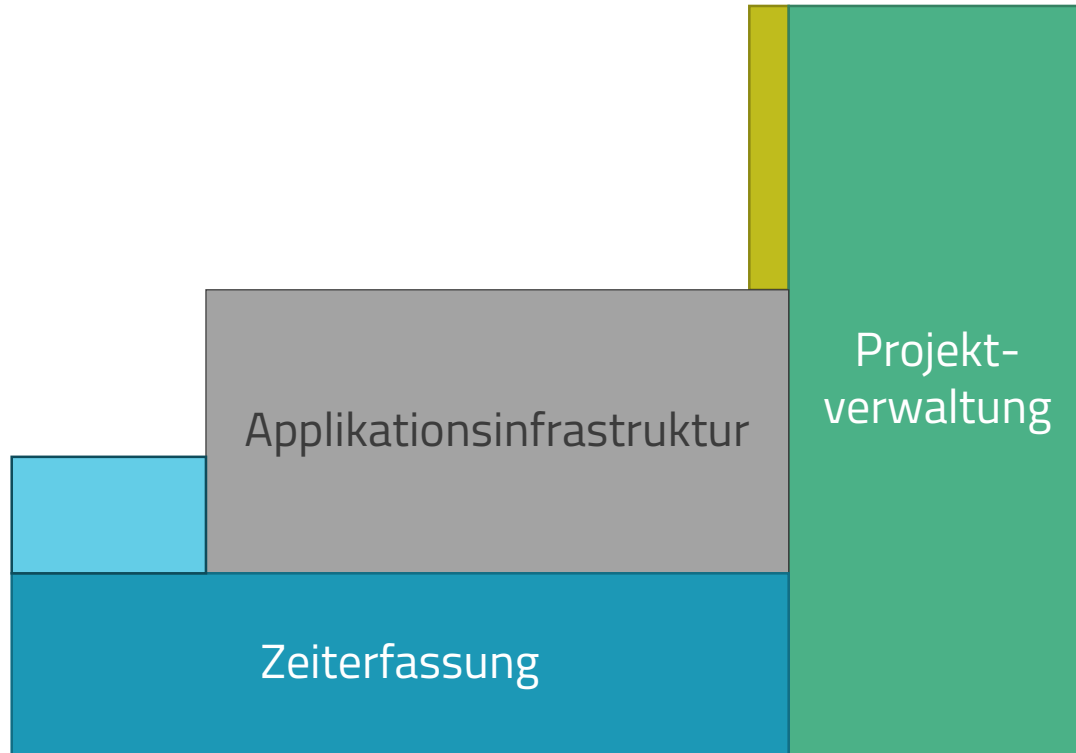 Projekt-
verwaltung
Applikationsinfrastruktur
Zeiterfassung